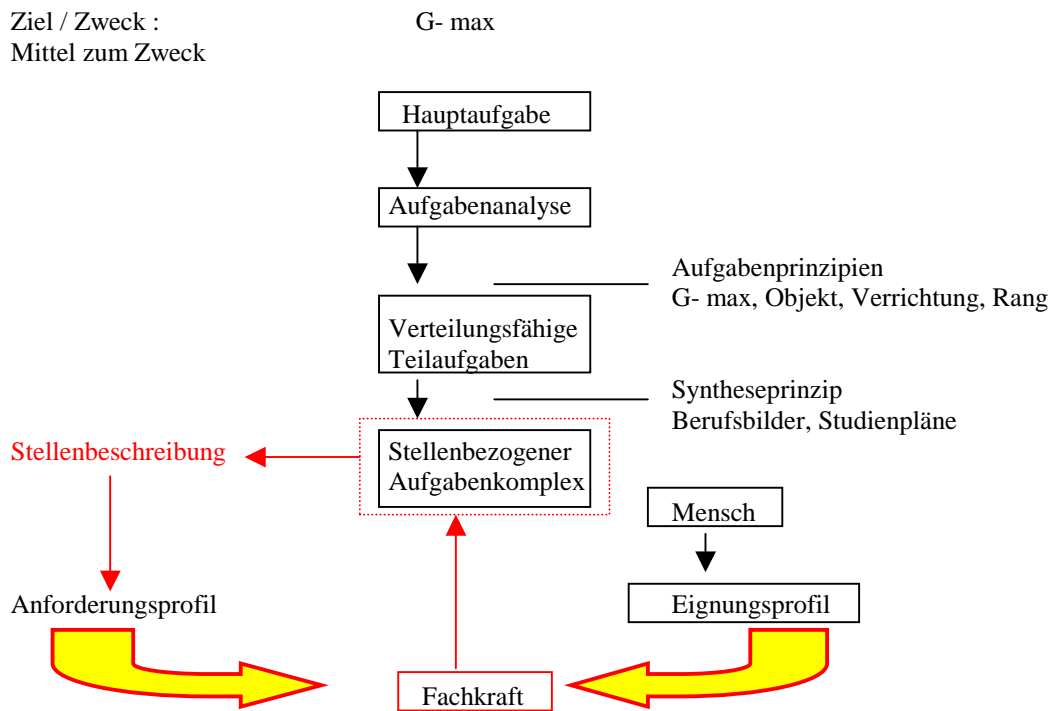 Ziel / Zweck : G- max
Mittel zum Zweck
Hauptaufgabe
Aufgabenanalyse
Aufgabenprinzipien
G- max, Objekt, Verrichtung, Rang
Verteilungsfähige
Teilaufgaben
Syntheseprinzip
Berufsbilder, Studienpläne
Stellenbeschreibung
Stellenbezogener
Aufgabenkomplex
Mensch
Anforderungsprofil
Eignungsprofil
Fachkraft